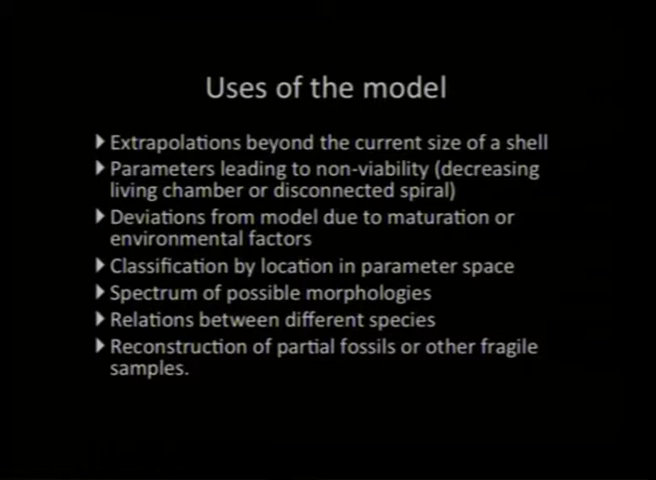 Uses of the model
Extrapolations beyond the current size of a shell
Parameters leading to non-viability (decreasing
living chamber or disconnected spiral)
Deviations from model due to maturation or
environmental factors
Classification by location in parameter space
Spectrum of possible morphologies
Relations between different species
Reconstruction of partial fossils or other fragile
samples.